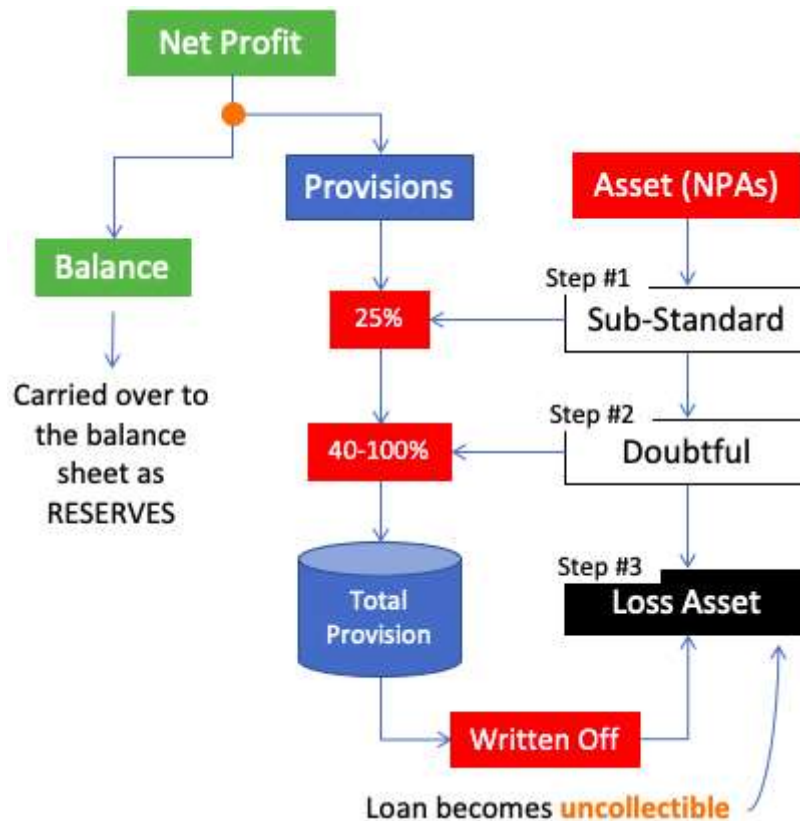 Net Profit
Provisions
Asset (NPAs)
Balance
Step #1
25%
Sub-Standard
Carried over to
the balance
sheet as
RESERVES
Step #2
40-100%
Doubtful
Step #3
Total
Provision
Loss Asset
Written Off
Loan becomes uncollectible